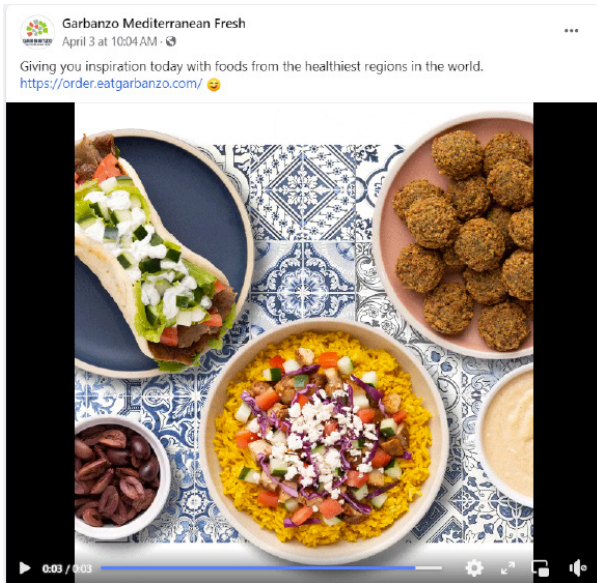 Garbanzo Mediterranean Fresh
April 3 at 10:04 AM ·
Giving you inspiration today with foods from the healthiest regions in the world.
https://order.eatgarbanzo.com/
0:03 / 0:03